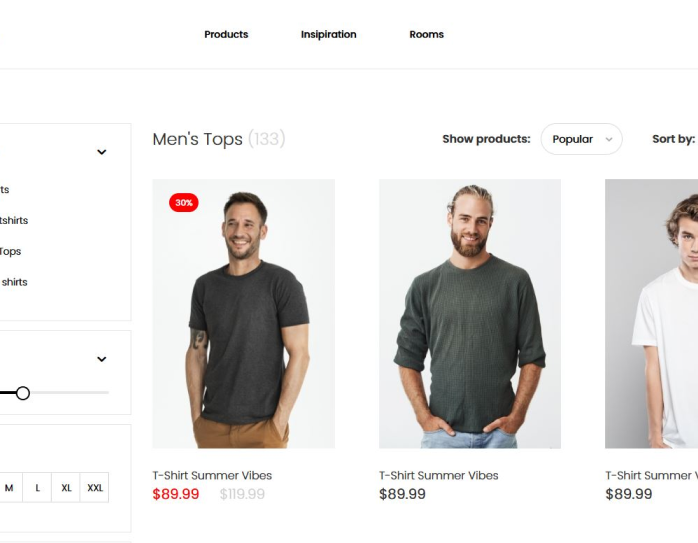 Products Insipiration Rooms
Men's Tops (133)
Show products: Popular Sort by:
ts
tshirts
Tops
shirts
M L XL XXL
30%
T-Shirt Summer Vibes
$89.99 $119.99
T-Shirt Summer Vibes
$89.99
T-Shirt Summer V
$89.99